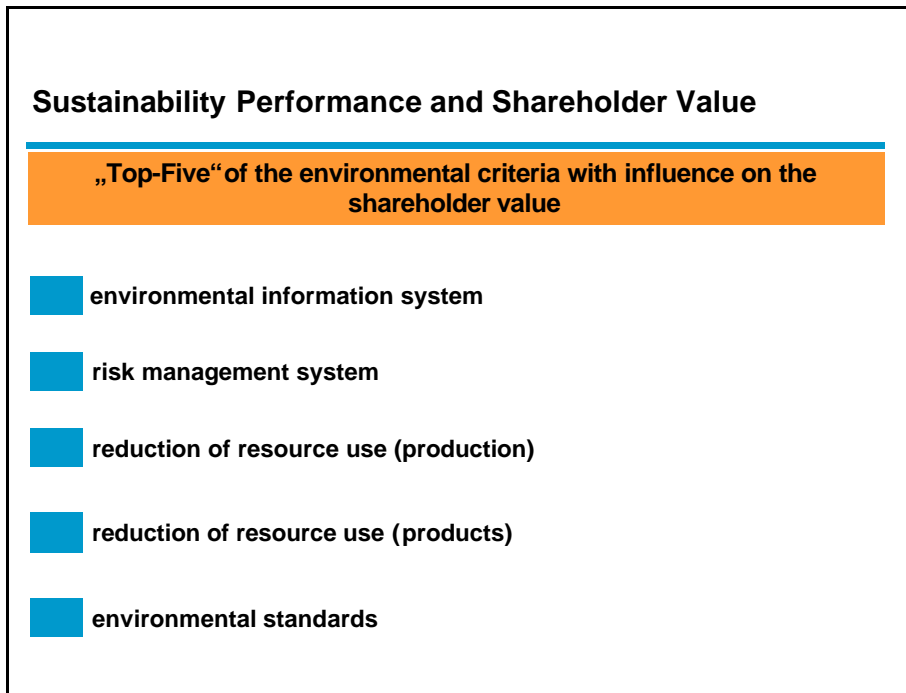 Sustainability Performance and Shareholder Value
„Top-Five“of the environmental criteria with influence on the
shareholder value
environmental information system
risk management system
reduction of resource use (production)
reduction of resource use (products)
environmental standards